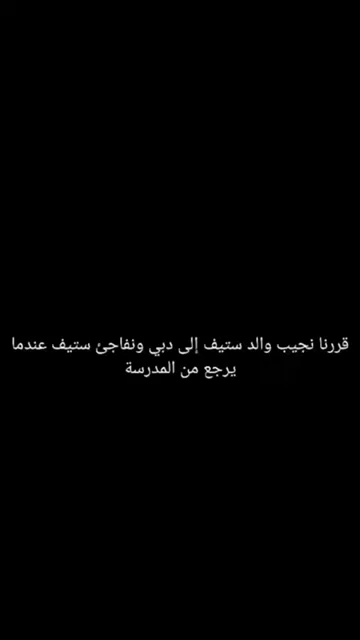 قررنا نجيب والد ستيف إلى دبي ونفاجئ ستيف عندما
يرجع من المدرسة